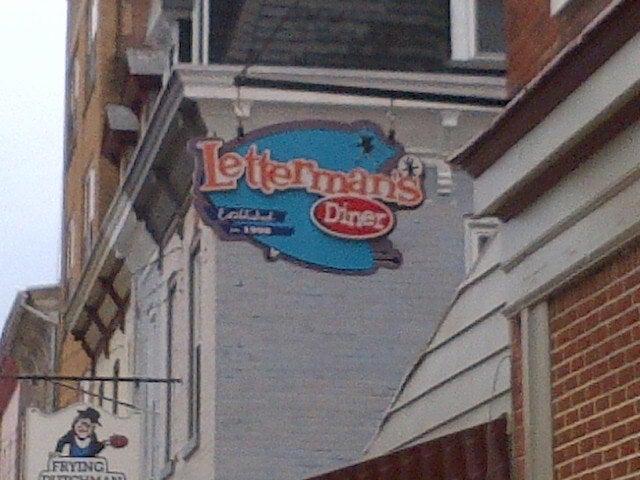 Letterman's
Diner
Established
in 1998
FRYING
DUTCHMAN